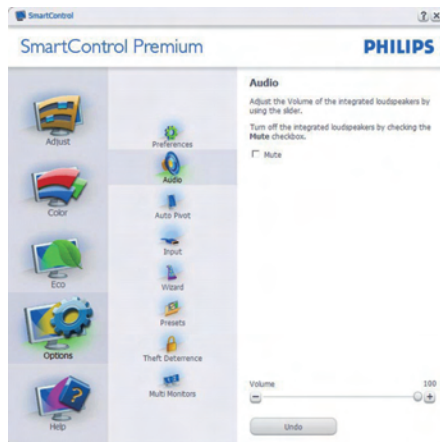 SmartControl
SmartControl Premium
PHILIPS
Adjust
Color
Eco
Options
Help
Preferences
Audio
Auto Pivot
Input
Wizard
Presets
Theft Deterrence
Multi Monitors
Audio
Adjust the Volume of the integrated loudspeakers by
using the slider.
Turn off the integrated loudspeakers by checking the
Mute checkbox.
Mute
Volume 100
Undo